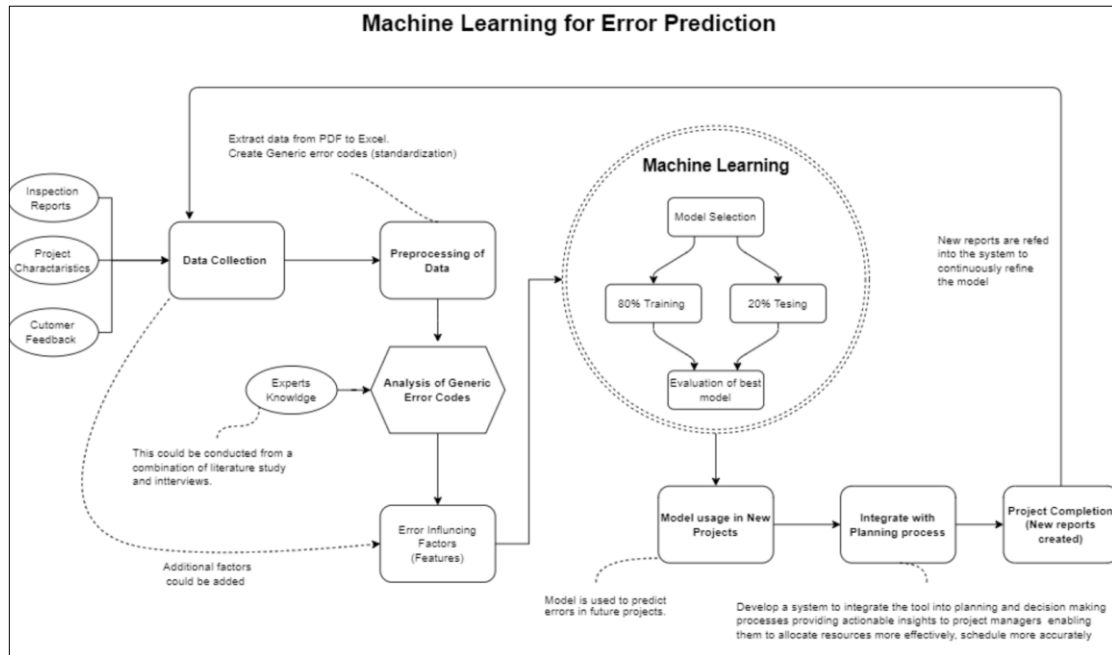 Machine Learning for Error Prediction
Extract data from PDF to Excel.
Create Generic error codes (standardization)
Inspection
Reports
Project
Charactaristics
Cutomer
Feedback
Data Collection
Preprocessing of
Data
Machine Learning
Model Selection
80% Training
20% Tesing
Evaluation of best
model
New reports are refed
into the system to
continuously refine
the model
Experts
Knowldge
Analysis of Generic
Error Codes
This could be conducted from a
combination of literature study
and intterviews.
Error Influncing
Factors
(Features)
Additional factors
could be added
Model usage in New
Projects
Integrate with
Planning process
Project Completion
(New reports
created)
Model is used to predict
errors in future projects.
Develop a system to integrate the tool into planning and decision making
processes providing actionable insights to project managers enabling
them to allocate resources more effectively, schedule more accurately